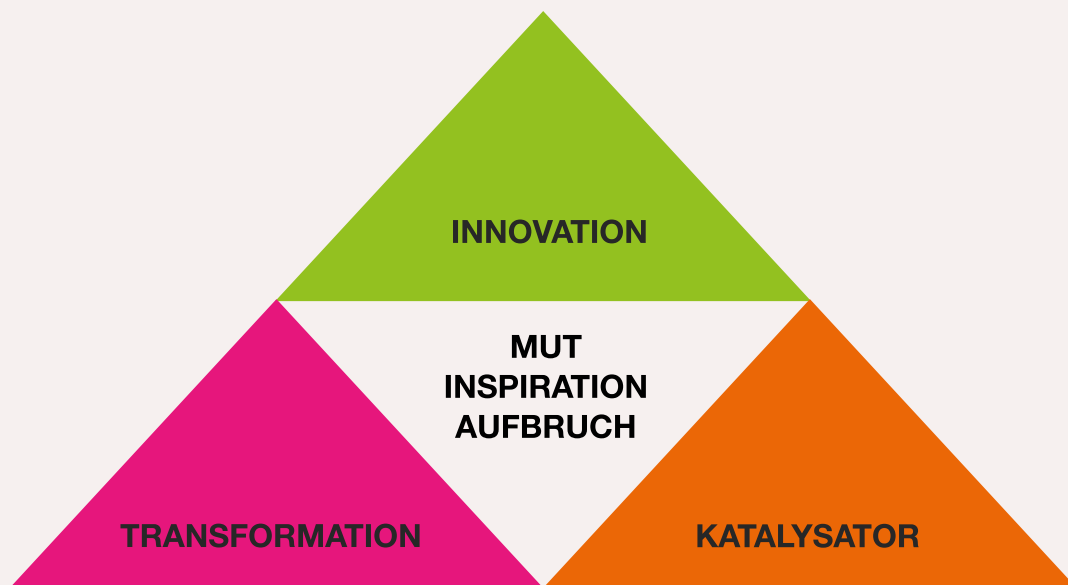 INNOVATION
MUT
INSPIRATION
AUFBRUCH
TRANSFORMATION
KATALYSATOR